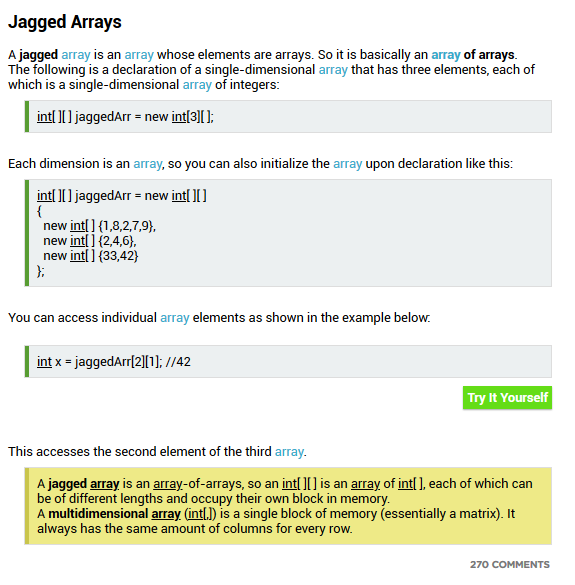 Jagged Arrays
A jagged array is an array whose elements are arrays. So it is basically an array of arrays.
The following is a declaration of a single-dimensional array that has three elements, each of
which is a single-dimensional array of integers:
int[ ][ ] jaggedArr = new int[3][ ];
Each dimension is an array, so you can also initialize the array upon declaration like this:
int[ ][ ] jaggedArr = new int[ ][ ]
{
new int[ ] {1,8,2,7,9},
new int[ ] {2,4,6},
new int[ ] {33,42}
};
You can access individual array elements as shown in the example below:
int x = jaggedArr[2][1]; //42
Try It Yourself
This accesses the second element of the third array.
A jagged array is an array-of-arrays, so an int[ ][ ] is an array of int[ ], each of which can
be of different lengths and occupy their own block in memory.
A multidimensional array (int[,]) is a single block of memory (essentially a matrix). It
always has the same amount of columns for every row.
270 COMMENTS